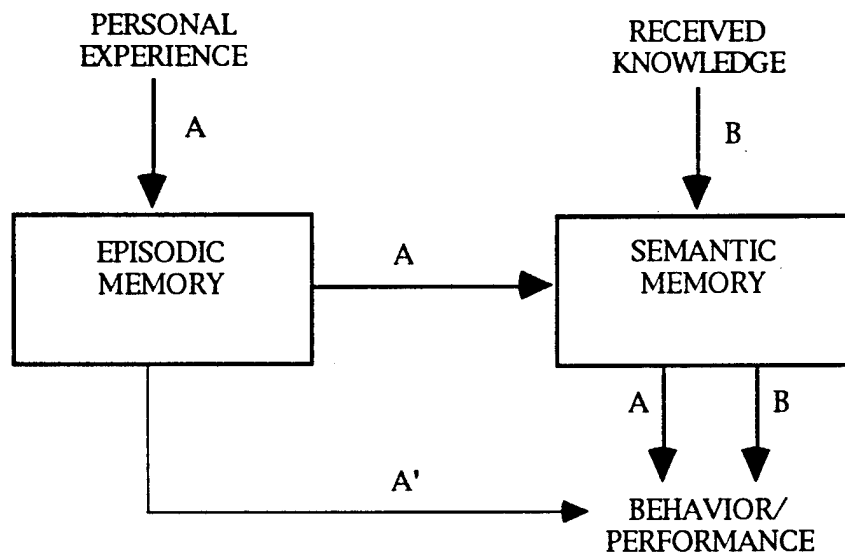 PERSONAL
EXPERIENCE
RECEIVED
KNOWLEDGE
A
B
EPISODIC
MEMORY
A
SEMANTIC
MEMORY
A
B
A'
BEHAVIOR/
PERFORMANCE